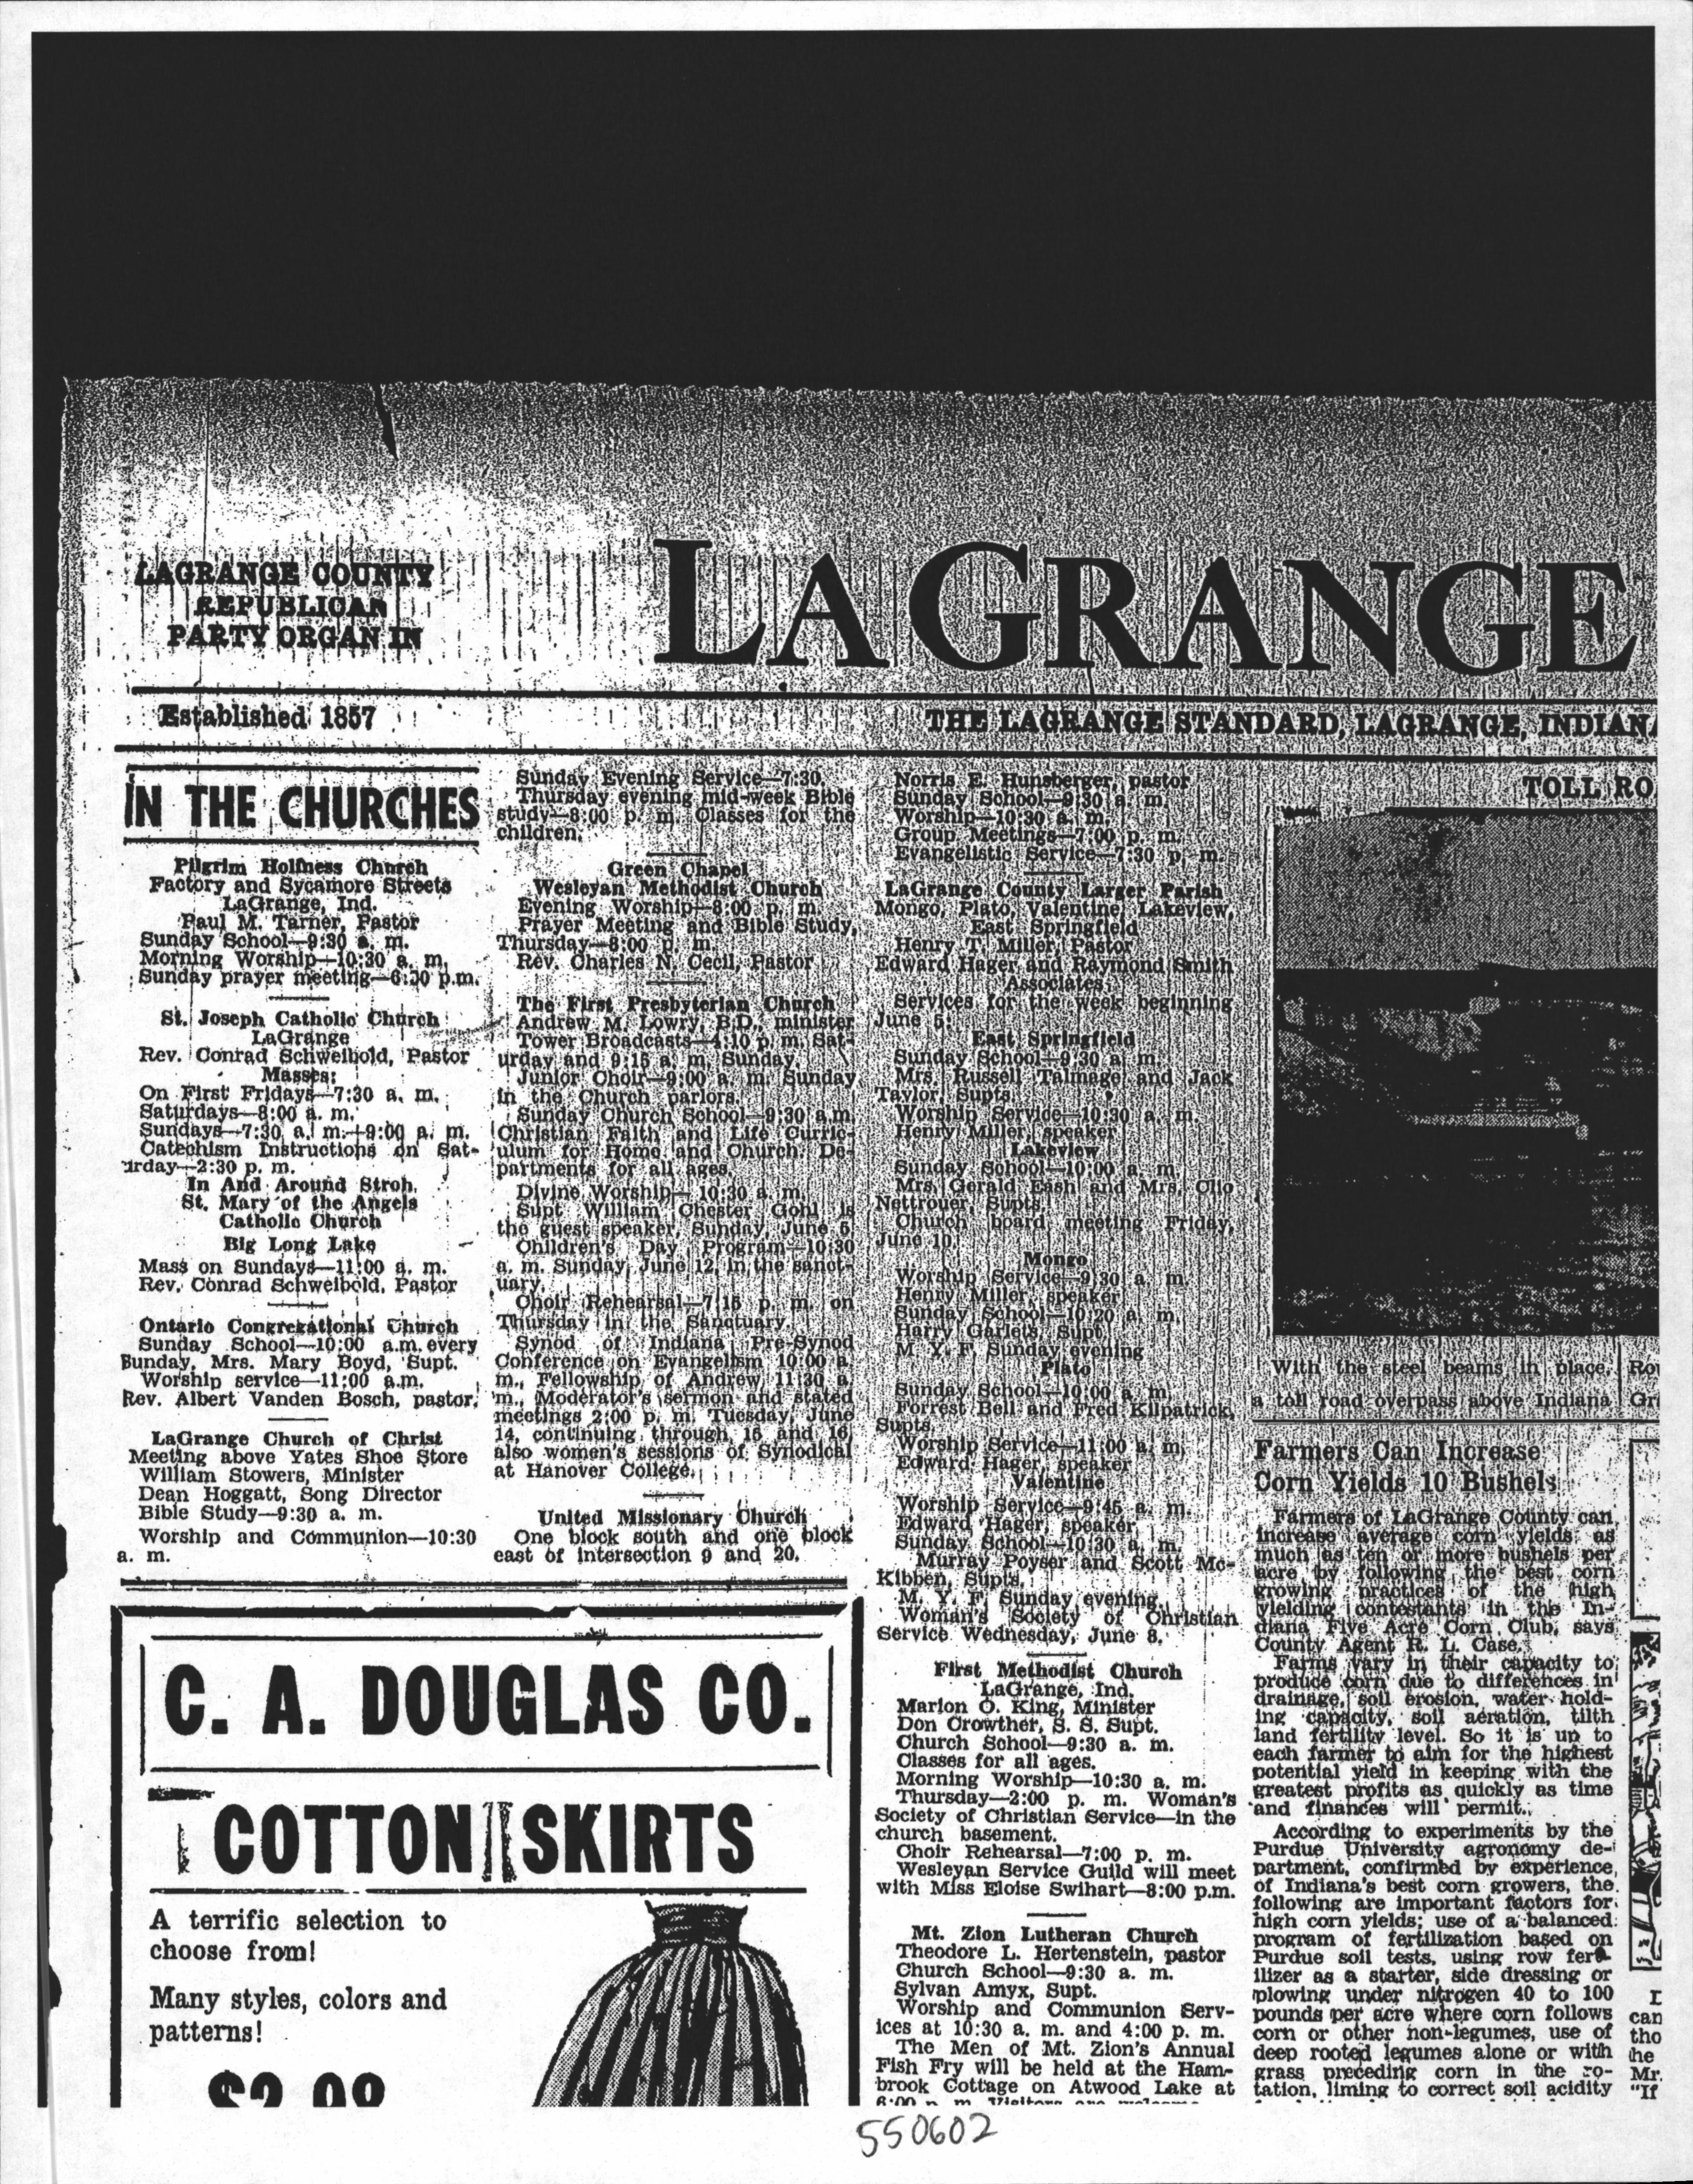 LAGRANGE COUNTY
REPUBLICAN
PARTY ORGAN IN
LAGRANGE
Established 1857
THE LAGRANGE STANDARD, LAGRANGE, INDIANA
IN THE CHURCHES
Pilgrim Holiness Church
Factory and Sycamore Streets
LaGrange, Ind.
Paul M. Tarner, Pastor
Sunday School—9:30 a. m.
Morning Worship—10:30 a. m.
Sunday prayer meeting—6:30 p.m.
St. Joseph Catholic Church
LaGrange
Rev. Conrad Schweibold, Pastor
Masses:
On First Fridays—7:30 a. m.
Saturdays—8:00 a. m.
Sundays—7:30 a. m.—9:00 a. m.
Catechism Instructions on Sat-
urday—2:30 p. m.
In And Around Stroh.
St. Mary of the Angels
Catholic Church
Big Long Lake
Mass on Sundays—11:00 a. m.
Rev. Conrad Schweibold, Pastor
Ontario Congregational Church
Sunday School—10:00 a.m. every
Sunday, Mrs. Mary Boyd, Supt.
Worship service—11:00 a.m.
Rev. Albert Vanden Bosch, pastor.
LaGrange Church of Christ
Meeting above Yates Shoe Store
William Stowers, Minister
Dean Hoggatt, Song Director
Bible Study—9:30 a. m.
Worship and Communion—10:30
a. m.
Sunday Evening Service—7:30.
Thursday evening mid-week Bible
study—8:00 p. m. Classes for the
children.
Green Chapel
Wesleyan Methodist Church
Evening Worship—8:00 p. m.
Prayer Meeting and Bible Study,
Thursday—8:00 p. m.
Rev. Charles N. Cecil, Pastor
The First Presbyterian Church
Andrew M. Lowry, B.D., minister
Tower Broadcasts—4:10 p. m. Sat-
urday and 9:15 a. m. Sunday.
Junior Choir—9:00 a. m. Sunday
in the Church parlors.
Sunday Church School—9:30 a.m.
Christian Faith and Life Curric-
ulum for Home and Church. De-
partments for all ages.
Divine Worship—10:30 a. m.
Supt William Chester Gohl is
the guest speaker, Sunday, June 5.
Children's Day Program—10:30
a. m. Sunday, June 12, in the sanct-
uary.
Choir Rehearsal—7:15 p. m. on
Thursday in the Sanctuary.
Synod of Indiana Pre-Synod
Conference on Evangelism 10:00 a.
m., Fellowship of Andrew 11:30 a.
m., Moderator's sermon and stated
meetings 2:00 p. m. Tuesday, June
14, continuing through 15 and 16,
also women's sessions of Synodical
at Hanover College.
United Missionary Church
One block south and one block
east of intersection 9 and 20.
Norris E. Hunsberger, pastor
Sunday School—9:30 a. m.
Worship—10:30 a. m.
Group Meetings—7:00 p. m.
Evangelistic Service—7:30 p. m.
LaGrange County Larger Parish
Mongo, Plato, Valentine, Lakeview,
East Springfield
Henry T. Miller, Pastor
Edward Hager and Raymond Smith
Associates
Services for the week beginning
June 5:
East Springfield
Sunday School—9:30 a. m.
Mrs. Russell Talmage and Jack
Taylor, Supts.
Worship Service—10:30 a. m.
Henry Miller, speaker
Lakeview
Sunday School—10:00 a. m.
Mrs. Gerald Eash and Mrs. Ollo
Nettrouer, Supts.
Church board meeting Friday,
June 10.
Mongo
Worship Service—9:30 a. m.
Henry Miller, speaker
Sunday School—10:20 a. m.
Harry Garlets, Supt.
M. Y. F. Sunday evening
Plato
Sunday School—10:00 a. m.
Forrest Bell and Fred Kilpatrick,
Supts.
Worship Service—11:00 a. m.
Edward Hager, speaker
Valentine
Worship Service—9:45 a. m.
Edward Hager, speaker
Sunday School—10:30 a. m.
Murray Poyser and Scott Mc-
Kibben, Supts.
M. Y. F. Sunday evening.
Woman's Society of Christian
Service Wednesday, June 8.
First Methodist Church
LaGrange, Ind.
Marion O. King, Minister
Don Crowther, S. S. Supt.
Church School—9:30 a. m.
Classes for all ages.
Morning Worship—10:30 a. m.
Thursday—2:00 p. m. Woman's
Society of Christian Service—in the
church basement.
Choir Rehearsal—7:00 p. m.
Wesleyan Service Guild will meet
with Miss Eloise Swihart—8:00 p.m.
Mt. Zion Lutheran Church
Theodore L. Hertenstein, pastor
Church School—9:30 a. m.
Sylvan Amyx, Supt.
Worship and Communion Serv-
ices at 10:30 a. m. and 4:00 p. m.
The Men of Mt. Zion's Annual
Fish Fry will be held at the Ham-
brook Cottage on Atwood Lake at
6:00 p. m. Visitors are welcome
TOLL RO
With the steel beams in place,
a toll road overpass above Indiana
Farmers Can Increase
Corn Yields 10 Bushels
Farmers of LaGrange County can
increase average corn yields as
much as ten or more bushels per
acre by following the best corn
growing practices of the high
yielding contestants in the In-
diana Five Acre Corn Club, says
County Agent R. L. Case.
Farms vary in their capacity to
produce corn due to differences in
drainage, soil erosion, water hold-
ing capacity, soil aeration, tilth
land fertility level. So it is up to
each farmer to aim for the highest
potential yield in keeping with the
greatest profits as quickly as time
and finances will permit.
According to experiments by the
Purdue University agronomy de-
partment, confirmed by experience
of Indiana's best corn growers, the
following are important factors for
high corn yields; use of a balanced
program of fertilization based on
Purdue soil tests, using row fert-
ilizer as a starter, side dressing or
plowing under nitrogen 40 to 100
pounds per acre where corn follows
corn or other non-legumes, use of
deep rooted legumes alone or with
grass preceding corn in the ro-
tation, liming to correct soil acidity
can
tho
the
Mr.
"If
C. A. DOUGLAS CO.
COTTON SKIRTS
A terrific selection to
choose from!
Many styles, colors and
patterns!
$2.98
550602